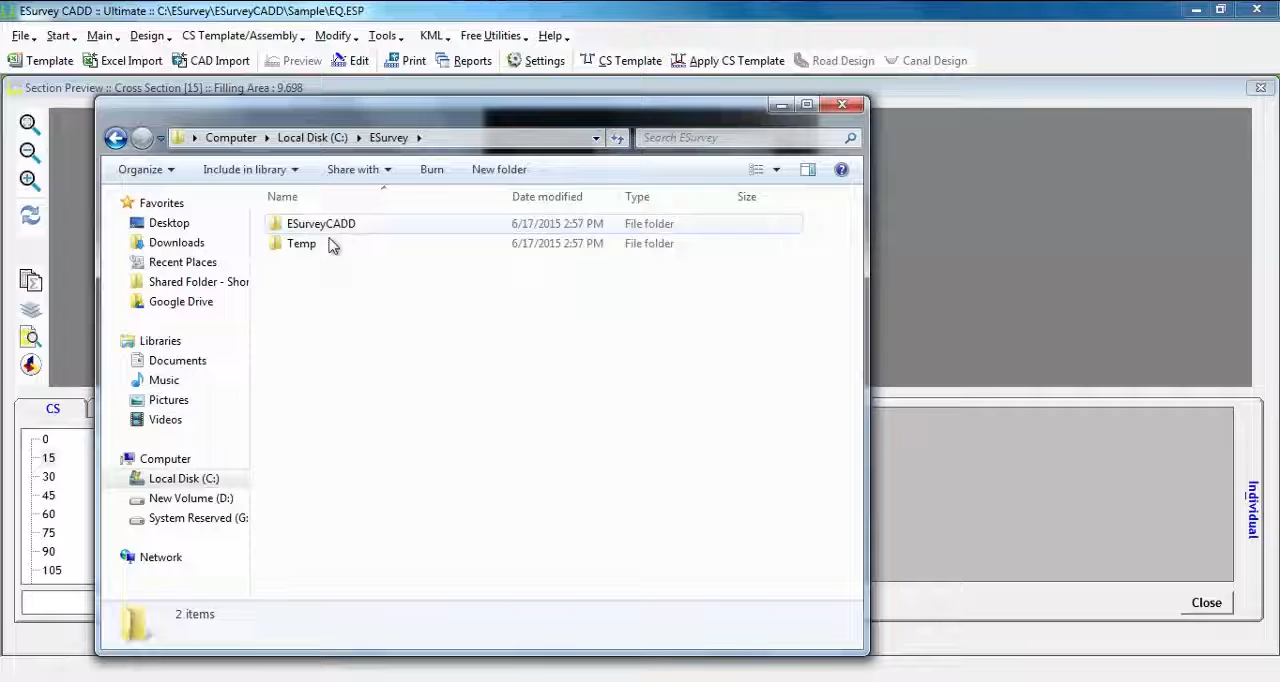 ESurvey CADD :: Ultimate :: C:\ESurvey\ESurveyCADD\Sample\EQ.ESP
File Start Main Design CS Template/Assembly Modify Tools KML Free Utilities Help
Template Excel Import CAD Import Preview Edit Print Reports Settings CS Template Apply CS Template Road Design Canal Design
Section Preview :: Cross Section [15] :: Filling Area : 9.698
Computer Local Disk (C:) ESurvey Search ESurvey
Organize Include in library Share with Burn New folder
Name Date modified Type Size
Favorites
Desktop
Downloads
Recent Places
Shared Folder - Shor
Google Drive
Libraries
Documents
Music
Pictures
Videos
Computer
Local Disk (C:)
New Volume (D:)
System Reserved (G:
Network
ESurveyCADD 6/17/2015 2:57 PM File folder
Temp 6/17/2015 2:57 PM File folder
2 items
CS
0
15
30
45
60
75
90
105
Individual
Close